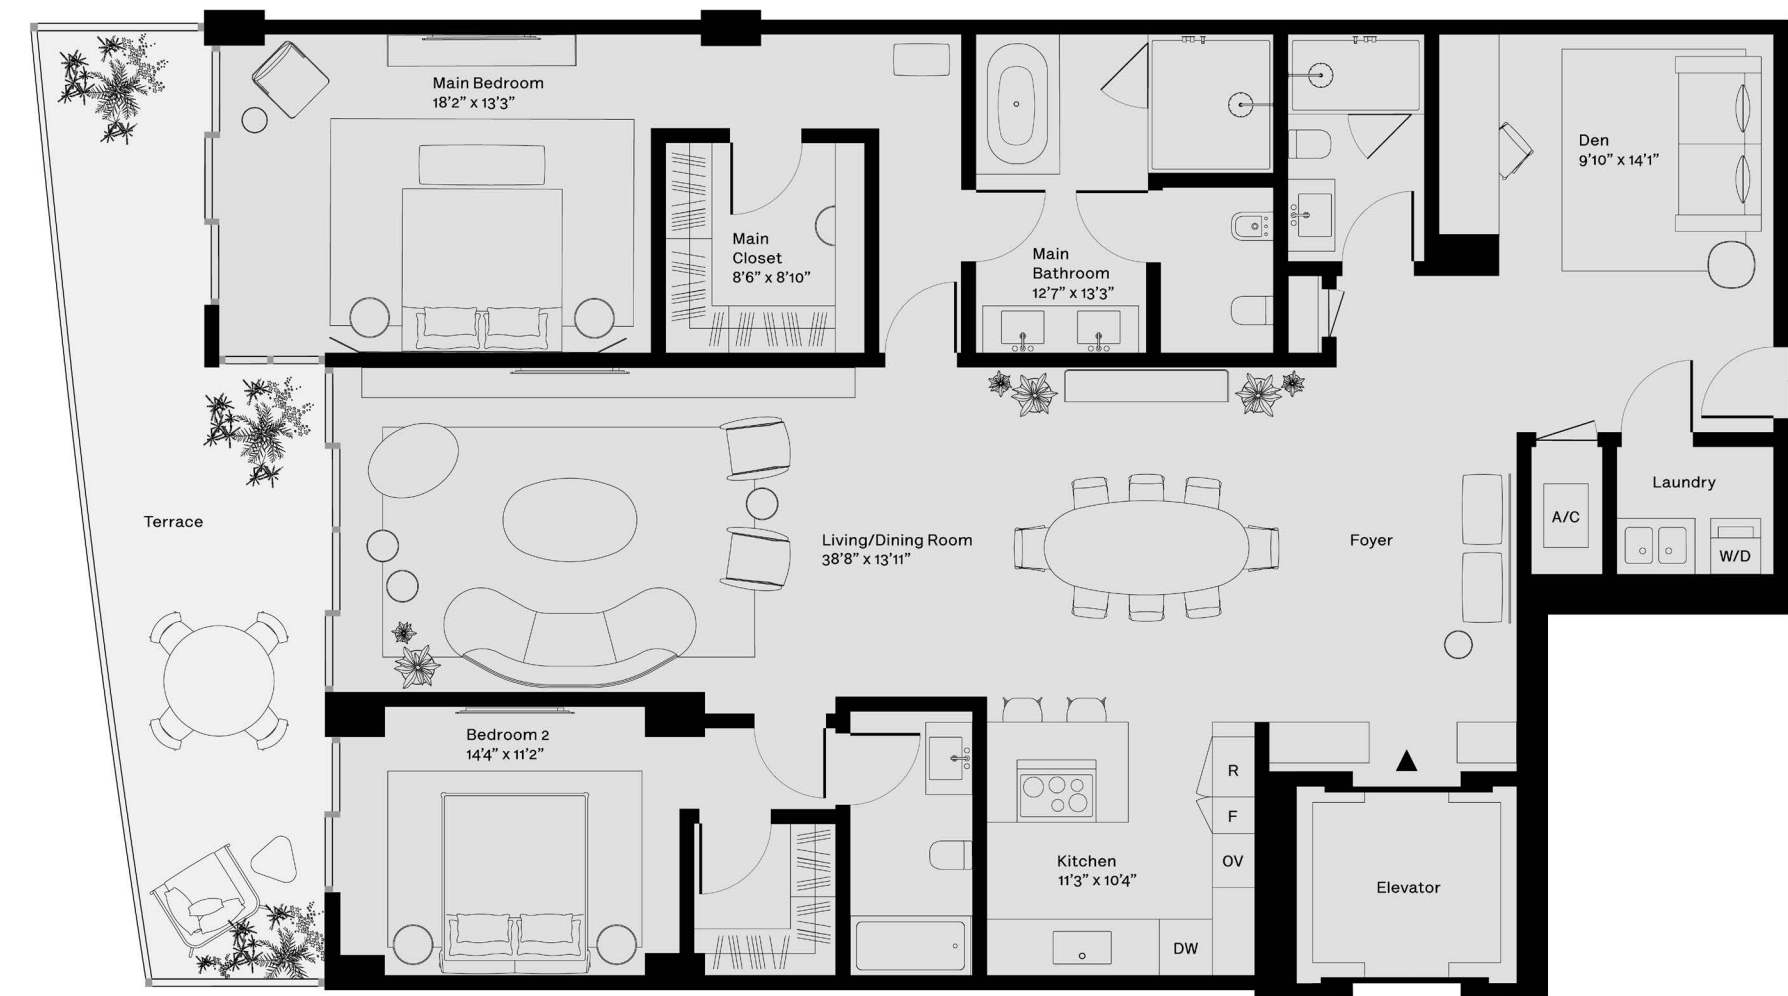 Main Bedroom
18'2” x 13'3”
Den
9'10” x 14'1”
Main
Closet
8'6” x 8'10”
Main
Bathroom
12'7” x 13'3”
Terrace
Living/Dining Room
38'8” x 13'11”
Foyer
A/C
Laundry
W/D
Bedroom 2
14'4” x 11'2”
R
F
OV
Kitchen
11'3” x 10'4”
DW
Elevator